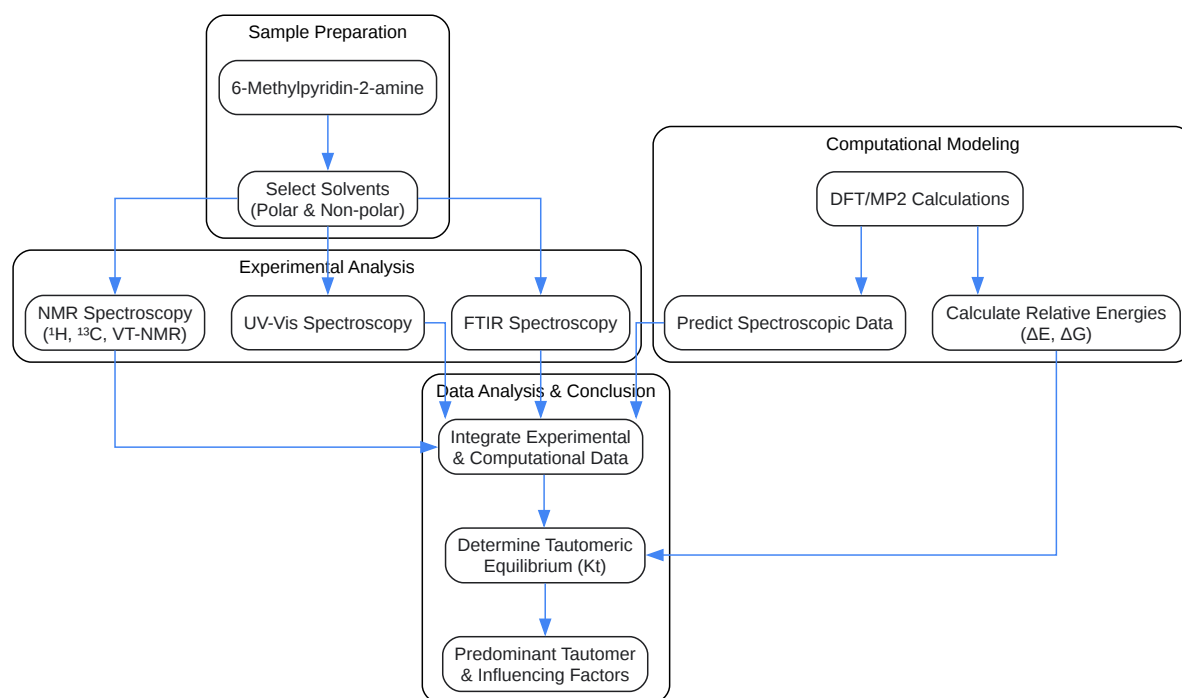 Sample Preparation
6-Methylpyridin-2-amine
Select Solvents
(Polar & Non-polar)
Computational Modeling
DFT/MP2 Calculations
Experimental Analysis
NMR Spectroscopy
(¹H, ¹³C, VT-NMR)
UV-Vis Spectroscopy
FTIR Spectroscopy
Predict Spectroscopic Data
Calculate Relative Energies
(ΔE, ΔG)
Data Analysis & Conclusion
Integrate Experimental
& Computational Data
Determine Tautomeric
Equilibrium (Kt)
Predominant Tautomer
& Influencing Factors